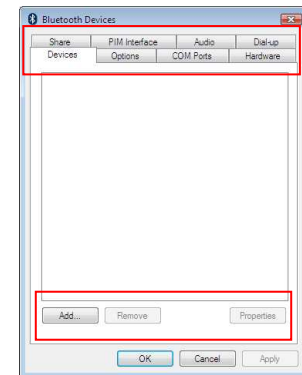 Bluetooth Devices
Share PIM Interface Audio Dial-up
Devices Options COM Ports Hardware
Add... Remove Properties
OK Cancel Apply